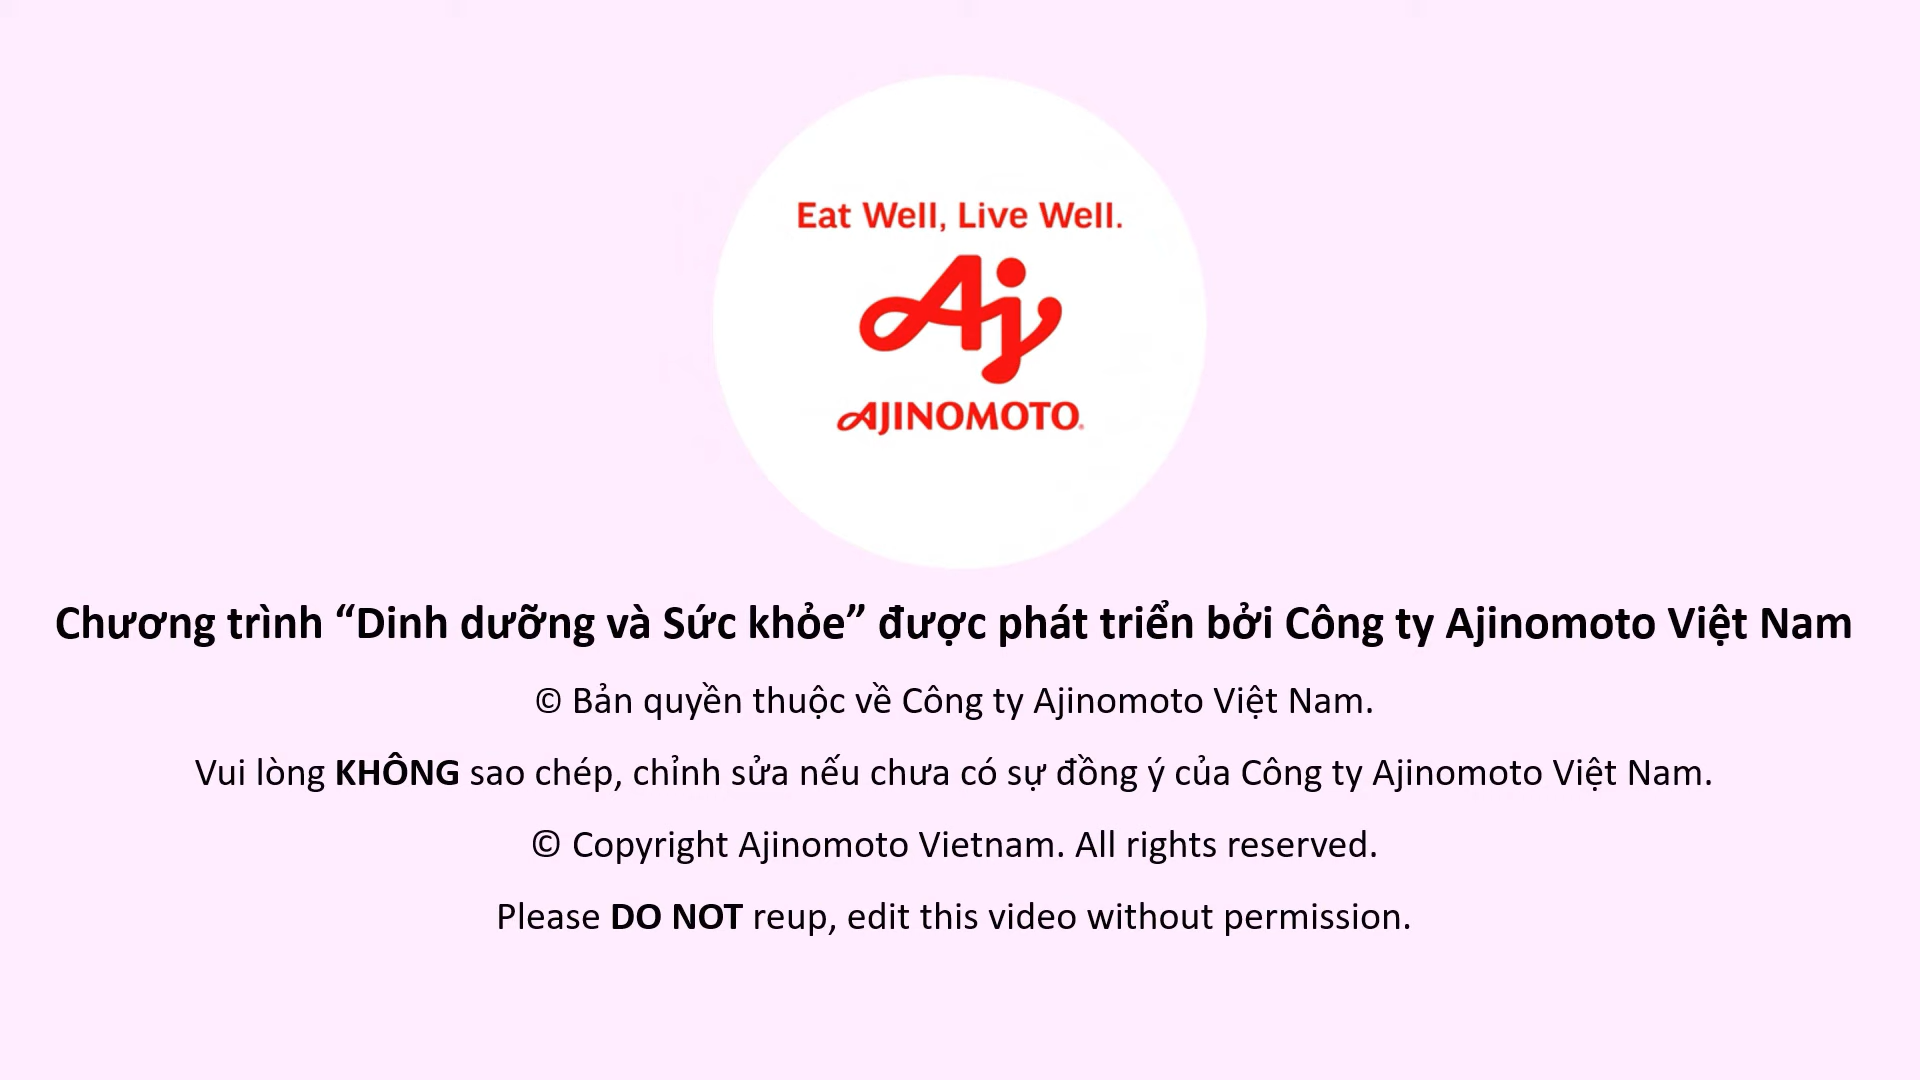 Eat Well, Live Well.
Aj
AJINOMOTO®
Chương trình “Dinh dưỡng và Sức khỏe” được phát triển bởi Công ty Ajinomoto Việt Nam
© Bản quyền thuộc về Công ty Ajinomoto Việt Nam.
Vui lòng KHÔNG sao chép, chỉnh sửa nếu chưa có sự đồng ý của Công ty Ajinomoto Việt Nam.
© Copyright Ajinomoto Vietnam. All rights reserved.
Please DO NOT reup, edit this video without permission.